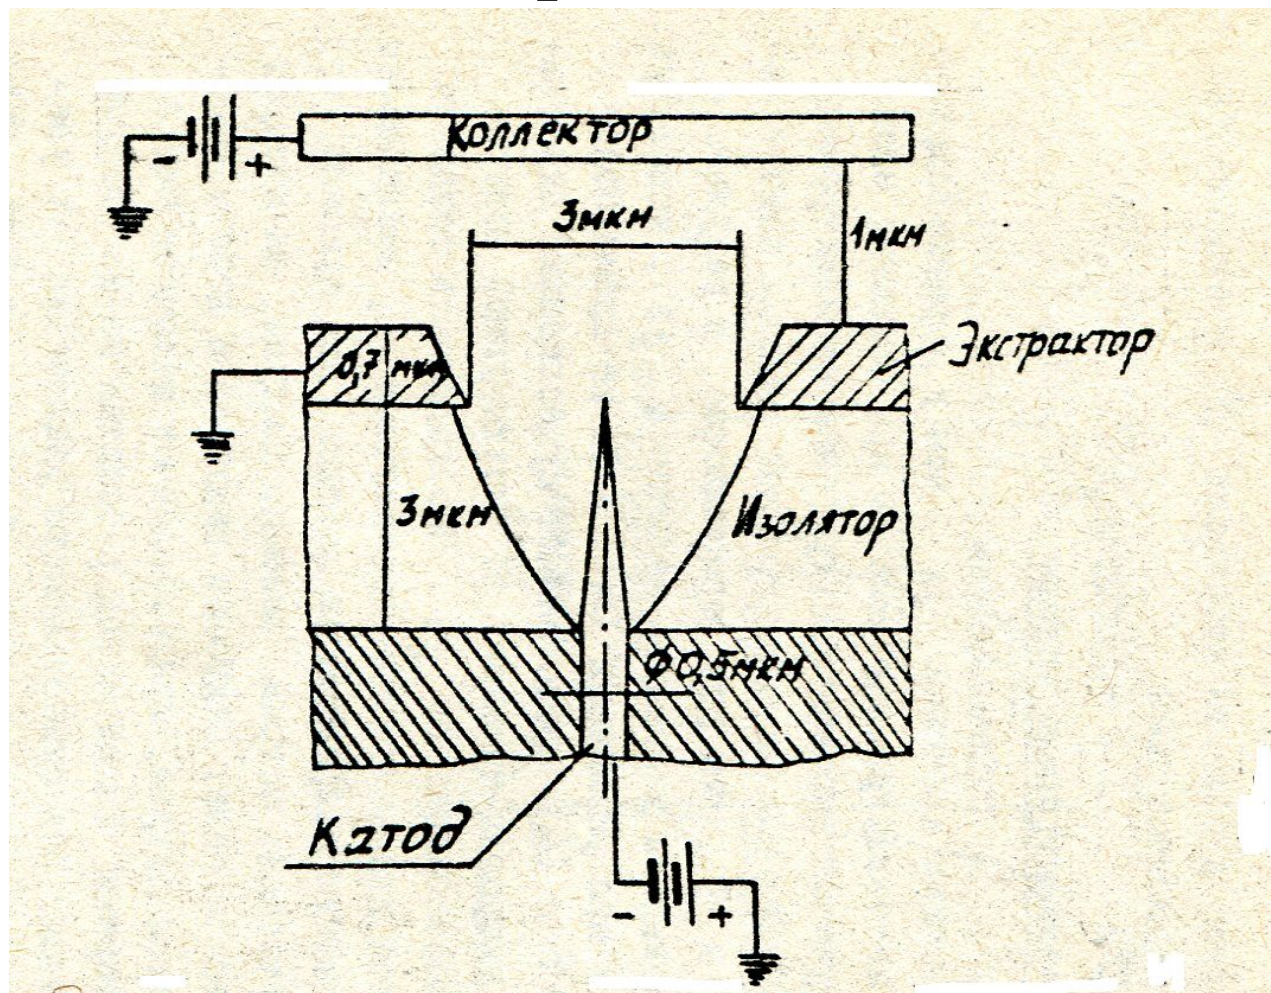 Коллектор
- +
3мкм
1мкм
Экстрактор
0,7 мкм
3мкм
Изолятор
Ф0,5мкм
Катод
- +